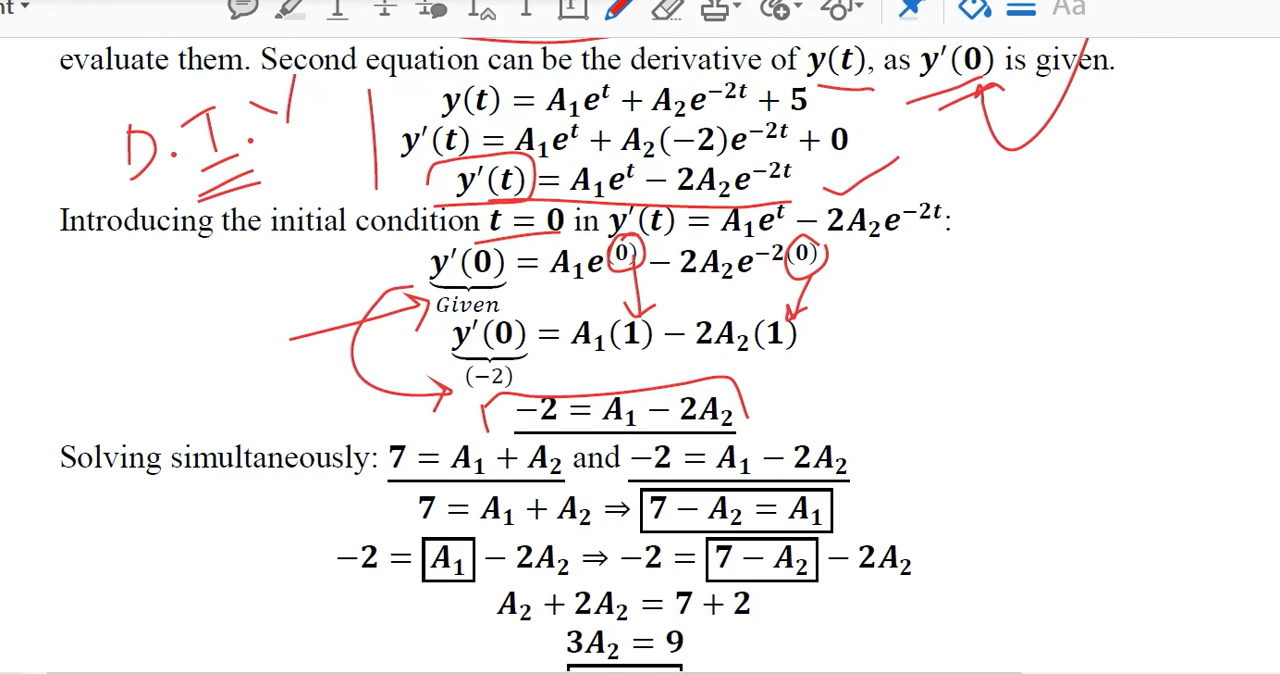 Aa
evaluate them. Second equation can be the derivative of y(t), as y′(0) is given.
y(t) = A₁eᵗ + A₂e⁻²ᵗ + 5
D.I.Y
y′(t) = A₁eᵗ + A₂(−2)e⁻²ᵗ + 0
y′(t) = A₁eᵗ − 2A₂e⁻²ᵗ
Introducing the initial condition t = 0 in y′(t) = A₁eᵗ − 2A₂e⁻²ᵗ:
y′(0) = A₁e⁽⁰⁾ − 2A₂e⁻²⁽⁰⁾
Given
y′(0) = A₁(1) − 2A₂(1)
(−2)
−2 = A₁ − 2A₂
Solving simultaneously: 7 = A₁ + A₂ and −2 = A₁ − 2A₂
7 = A₁ + A₂ ⇒ 7 − A₂ = A₁
−2 = A₁ − 2A₂ ⇒ −2 = 7 − A₂ − 2A₂
A₂ + 2A₂ = 7 + 2
3A₂ = 9